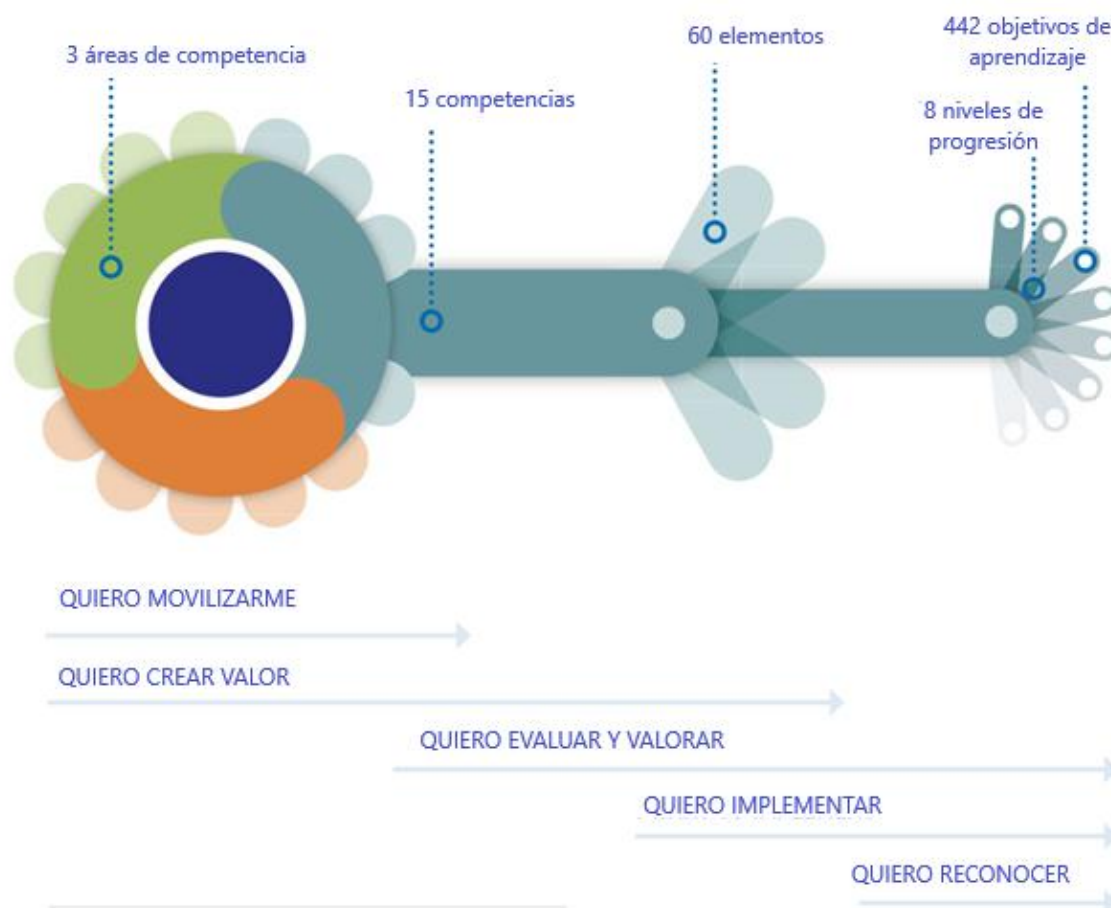 3 áreas de competencia
15 competencias
60 elementos
442 objetivos de
aprendizaje
8 niveles de
progresión
QUIERO MOVILIZARME
QUIERO CREAR VALOR
QUIERO EVALUAR Y VALORAR
QUIERO IMPLEMENTAR
QUIERO RECONOCER